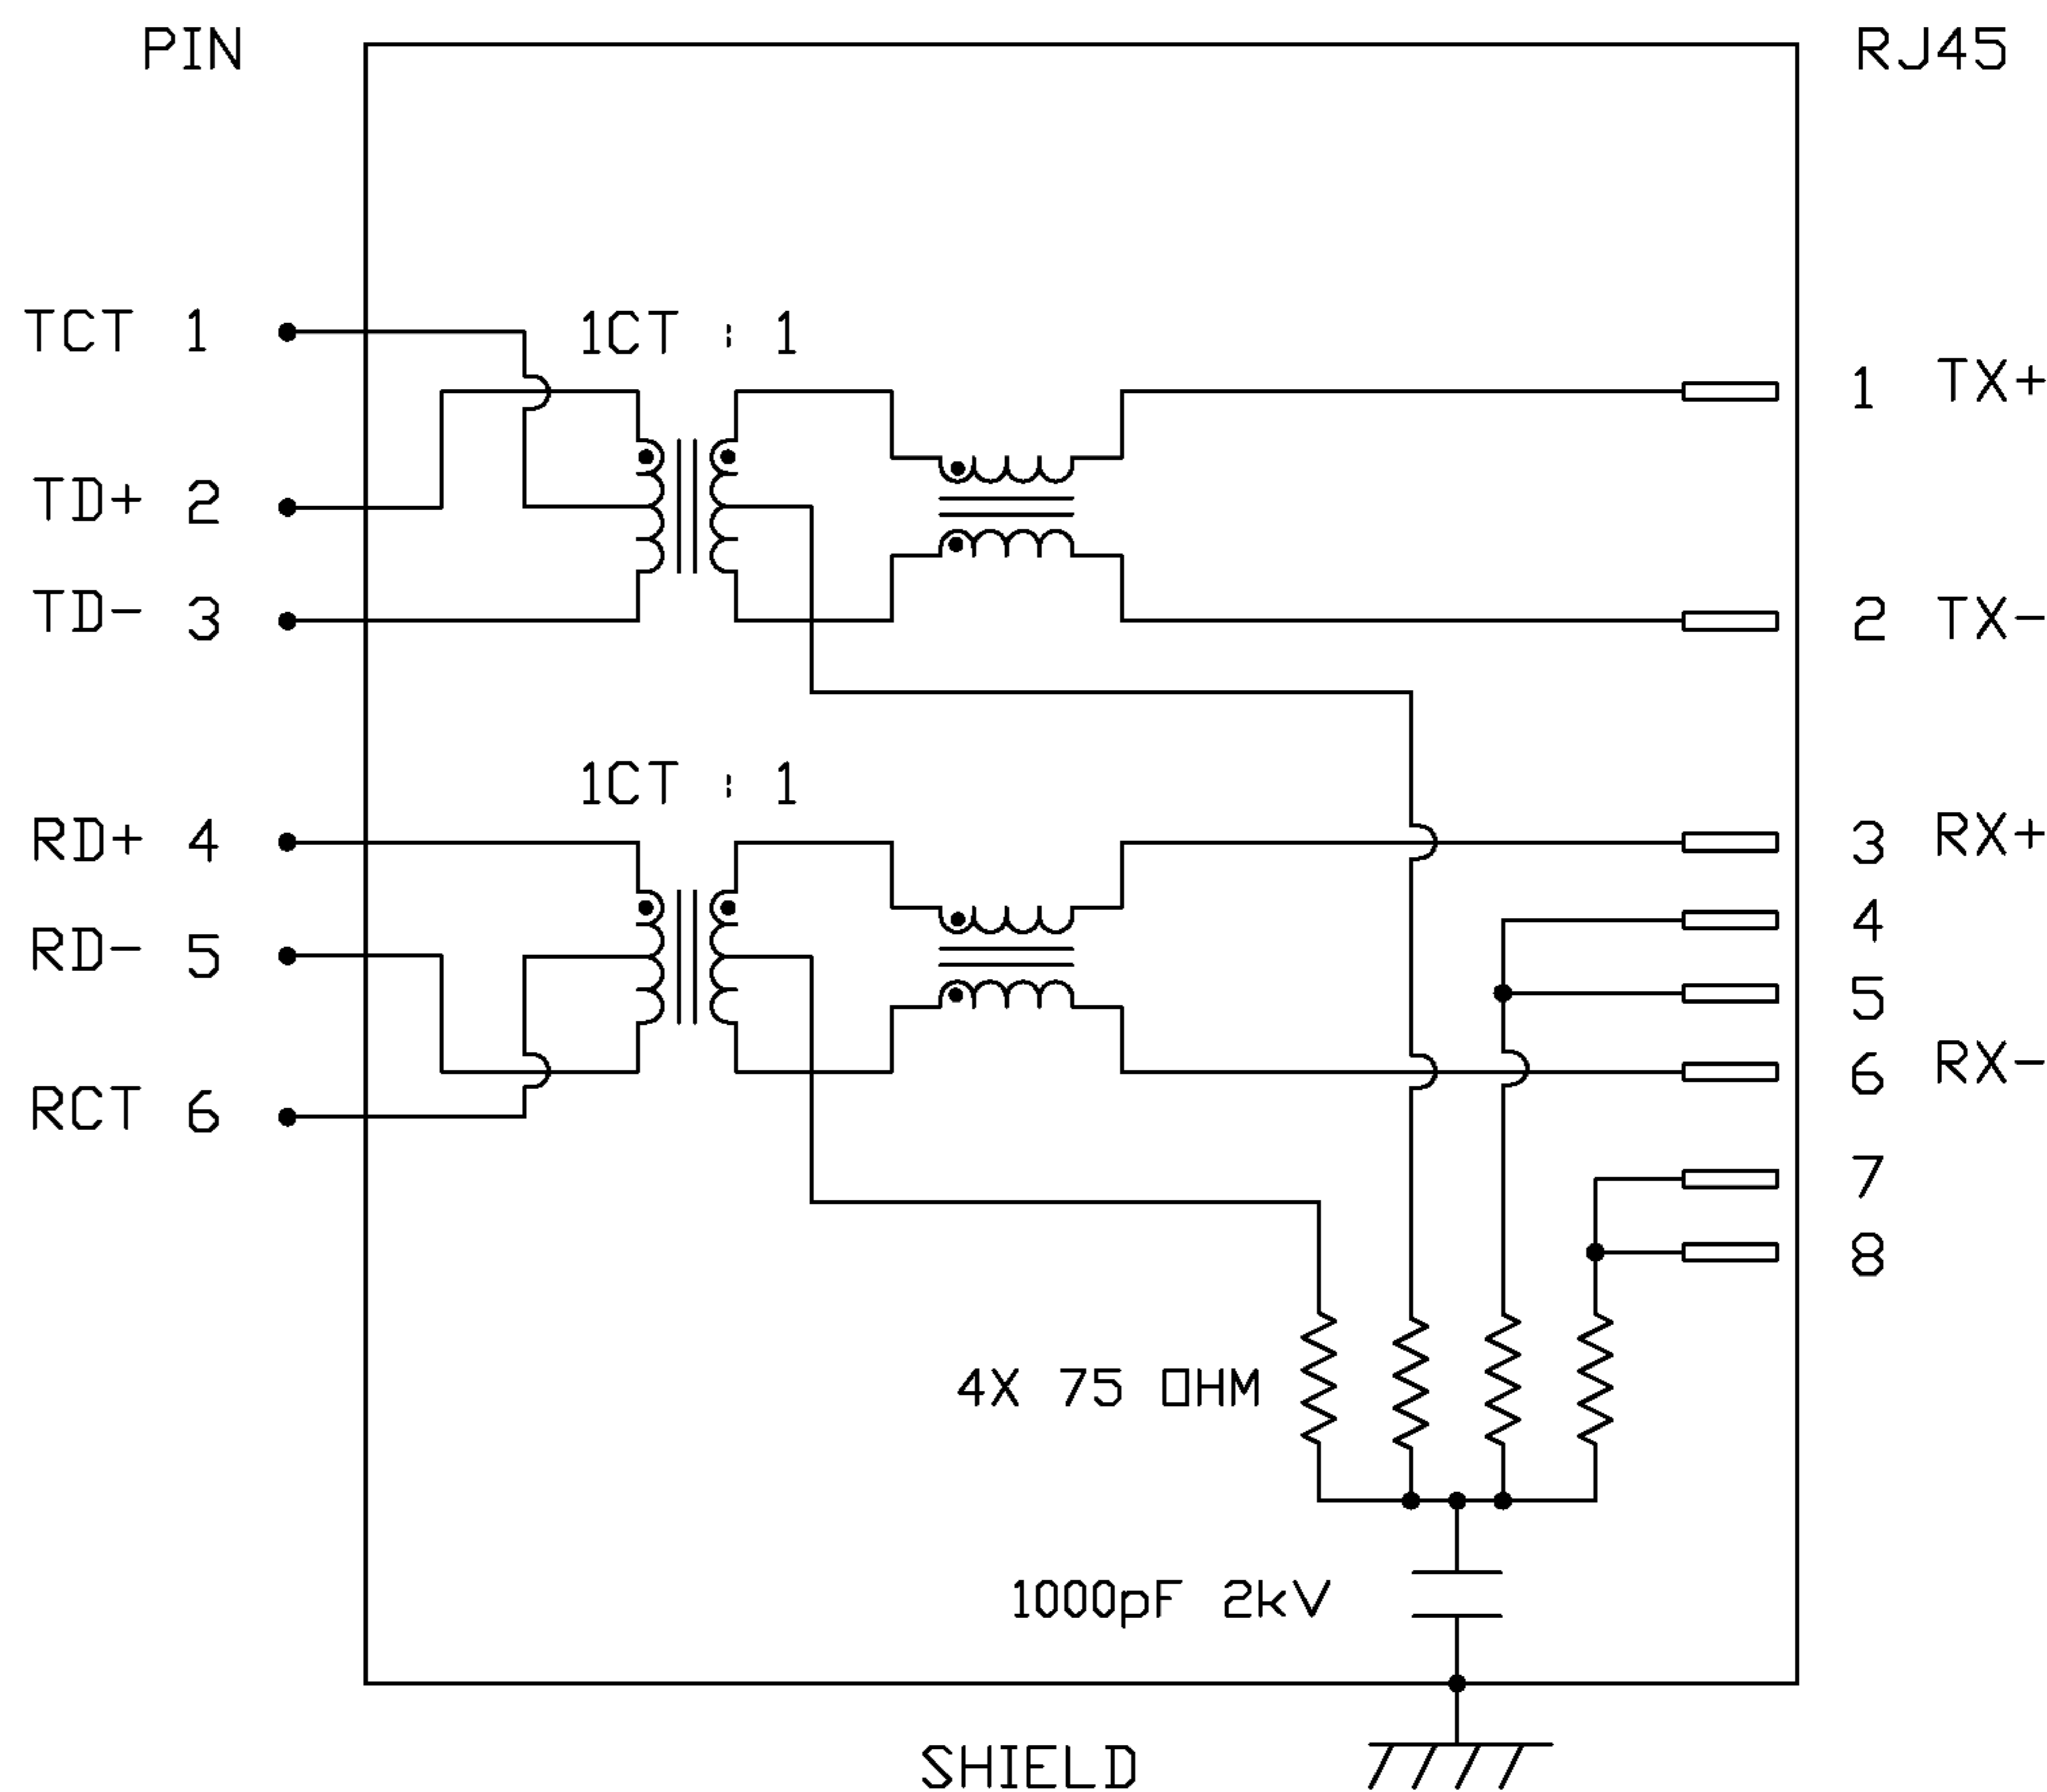 PIN RJ45
TCT 1 1CT : 1
1 TX+
TD+ 2
TD- 3 2 TX-
1CT : 1
RD+ 4 3 RX+
4
RD- 5 5
6 RX-
RCT 6
7
8
4X 75 OHM
1000pF 2kV
SHIELD